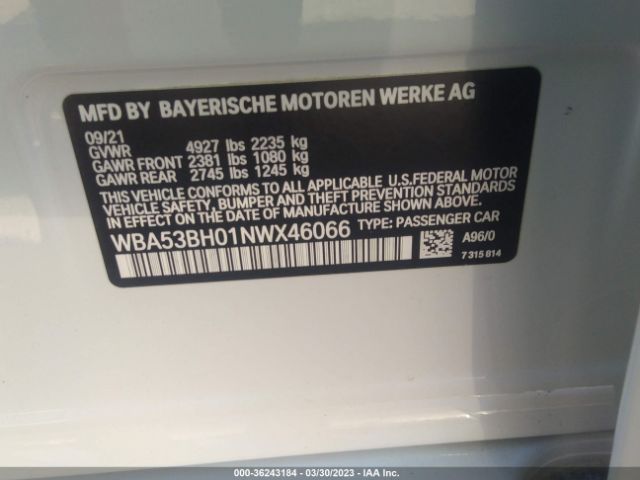 MFD BY BAYERISCHE MOTOREN WERKE AG
09/21
GVWR 4927 lbs 2235 kg
GAWR FRONT 2381 lbs 1080 kg
GAWR REAR 2745 lbs 1245 kg
THIS VEHICLE CONFORMS TO ALL APPLICABLE U.S.FEDERAL MOTOR
VEHICLE SAFETY, BUMPER AND THEFT PREVENTION STANDARDS IN
EFFECT ON THE DATE OF MANUFACTURE SHOWN ABOVE.
WBA53BH01NWX46066 TYPE: PASSENGER CAR
A96/0
7 315 814
000-36243184 — 03/30/2023 — IAA Inc.